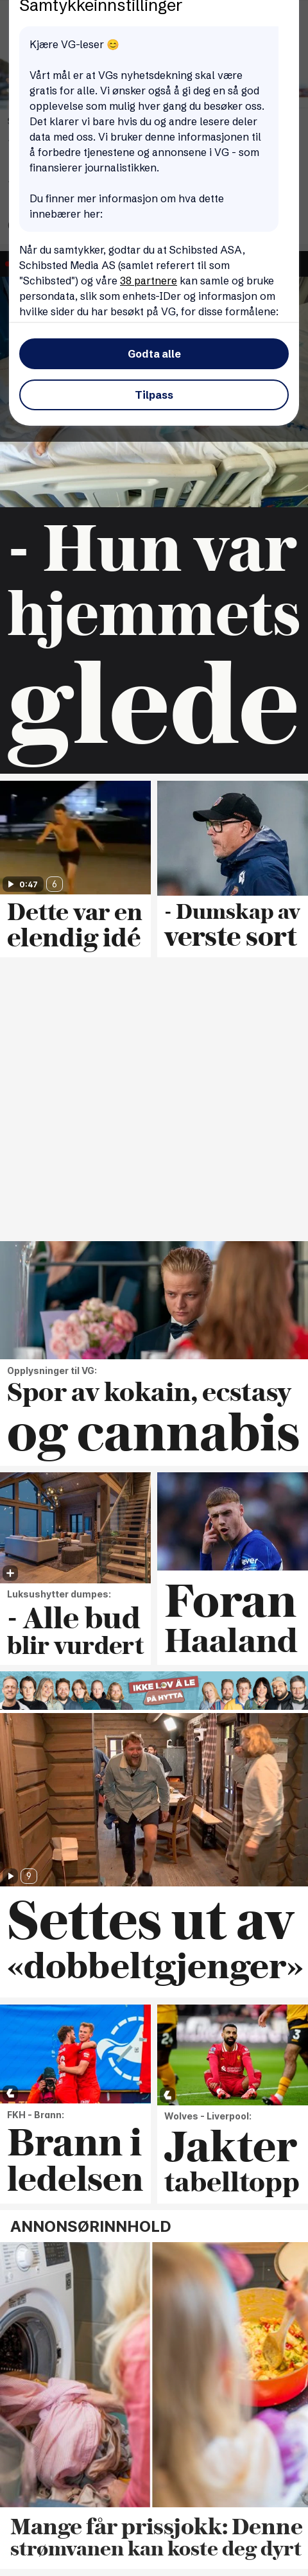 Samtykkeinnstillinger
Kjære VG-leser 😊
Vårt mål er at VGs nyhetsdekning skal være
gratis for alle. Vi ønsker også å gi deg en så god
opplevelse som mulig hver gang du besøker oss.
Det klarer vi bare hvis du og andre lesere deler
data med oss. Vi bruker denne informasjonen til
å forbedre tjenestene og annonsene i VG - som
finansierer journalistikken.
Du finner mer informasjon om hva dette
innebærer her:
Når du samtykker, godtar du at Schibsted ASA,
Schibsted Media AS (samlet referert til som
"Schibsted") og våre 38 partnere kan samle og bruke
persondata, slik som enhets-IDer og informasjon om
hvilke sider du har besøkt på VG, for disse formålene:
Godta alle
Tilpass
- Hun var
hjemmets
glede
0:47 6
Dette var en
elendig idé
- Dumskap av
verste sort
Opplysninger til VG:
Spor av kokain, ecstasy
og cannabis
Luksushytter dumpes:
- Alle bud
blir vurdert
Foran
Haaland
IKKE LOV Å LE
PÅ HYTTA
9
Settes ut av
«dobbeltgjenger»
FKH - Brann:
Brann i
ledelsen
Wolves - Liverpool:
Jakter
tabelltopp
ANNONSØRINNHOLD
Mange får prissjokk: Denne
strømvanen kan koste deg dyrt